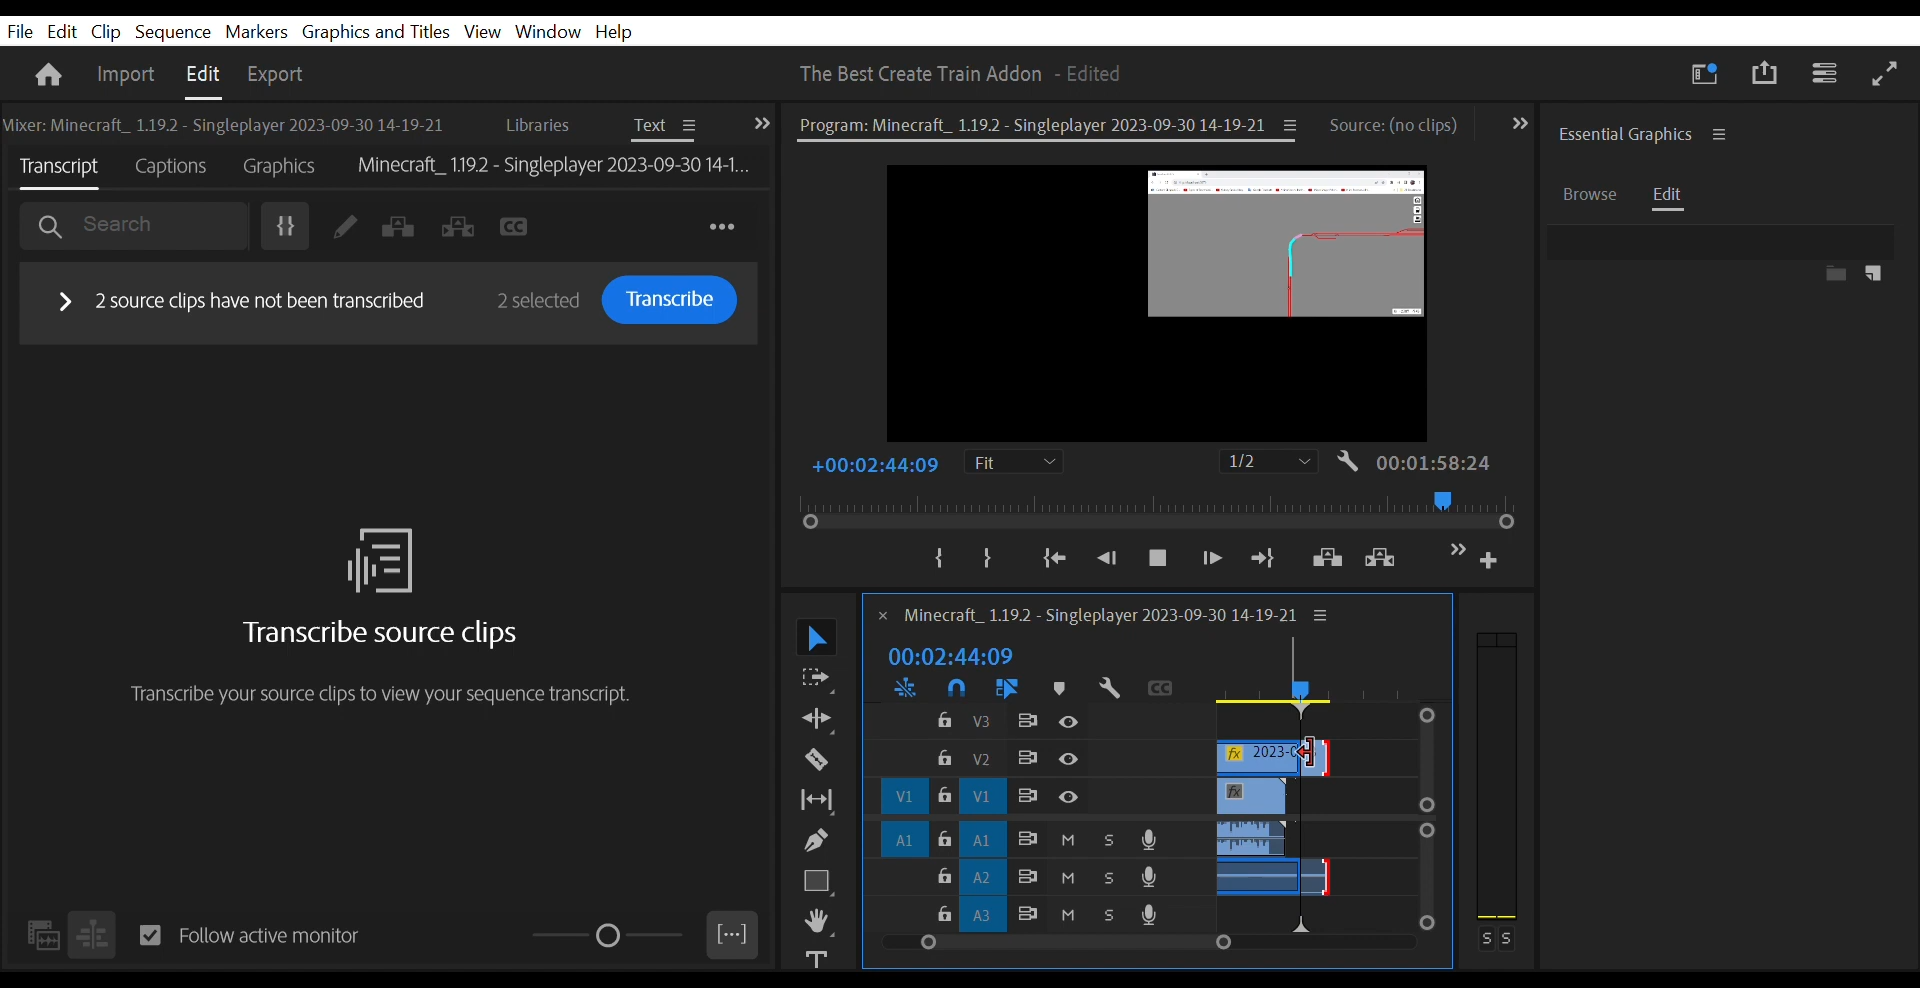 File Edit Clip Sequence Markers Graphics and Titles View Window Help
Import Edit Export
The Best Create Train Addon - Edited
Mixer: Minecraft_ 1.19.2 - Singleplayer 2023-09-30 14-19-21 Libraries Text
Program: Minecraft_ 1.19.2 - Singleplayer 2023-09-30 14-19-21 Source: (no clips)
Essential Graphics
Transcript Captions Graphics Minecraft_ 1.19.2 - Singleplayer 2023-09-30 14-1...
Browse Edit
Search
CC
2 source clips have not been transcribed 2 selected Transcribe
+00:02:44:09 Fit 1/2 00:01:58:24
Transcribe source clips
Transcribe your source clips to view your sequence transcript.
× Minecraft_ 1.19.2 - Singleplayer 2023-09-30 14-19-21
00:02:44:09
CC
V3
V2 fx 2023-0
V1 V1 fx
A1 A1 M S
A2 M S
A3 M S
Follow active monitor
S S